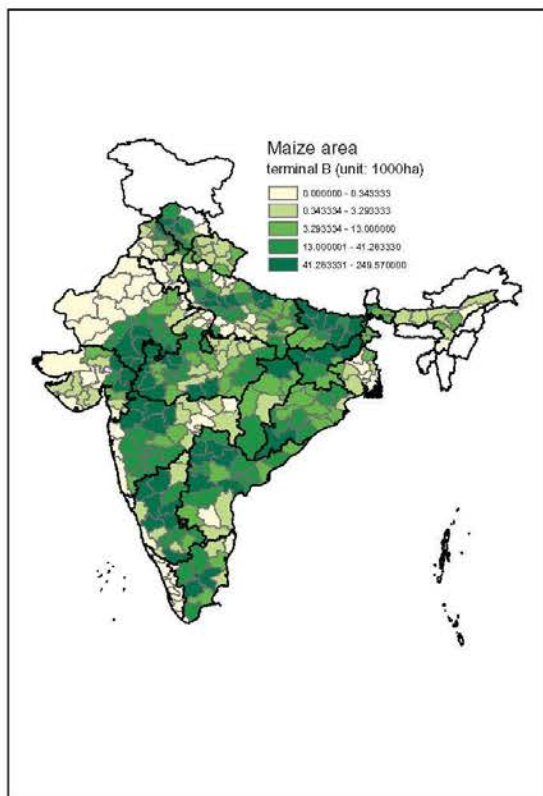 Maize area
terminal B (unit: 1000ha)
0.000000 - 0.343333
0.343334 - 3.293333
3.293334 - 13.000000
13.000001 - 41.263330
41.263331 - 249.570000